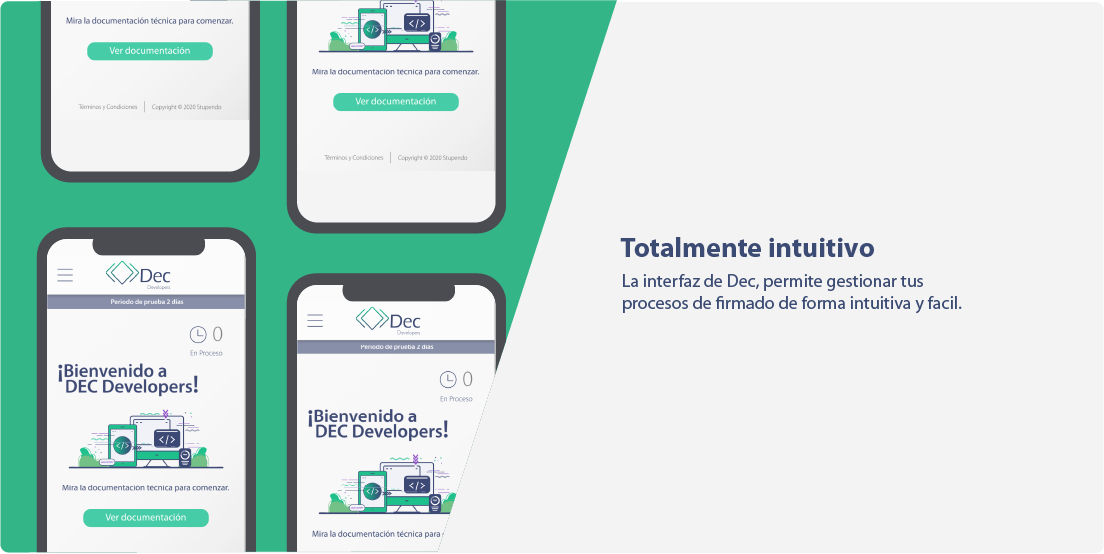 Mira la documentación técnica para comenzar.
Ver documentación
Términos y Condiciones
Copyright © 2020 Stupendo
Mira la documentación técnica para comenzar.
Ver documentación
Términos y Condiciones
Copyright © 2020 Stupendo
Dec
Developers
Periodo de prueba 2 días
0
En Proceso
¡Bienvenido a
DEC Developers!
</>
</>
Mira la documentación técnica para comenzar.
Ver documentación
Dec
Developers
Periodo de prueba 2 días
0
En Proceso
¡Bienvenido a
DEC Developers!
</>
</>
Mira la documentación técnica para
Totalmente intuitivo
La interfaz de Dec, permite gestionar tus
procesos de firmado de forma intuitiva y facil.